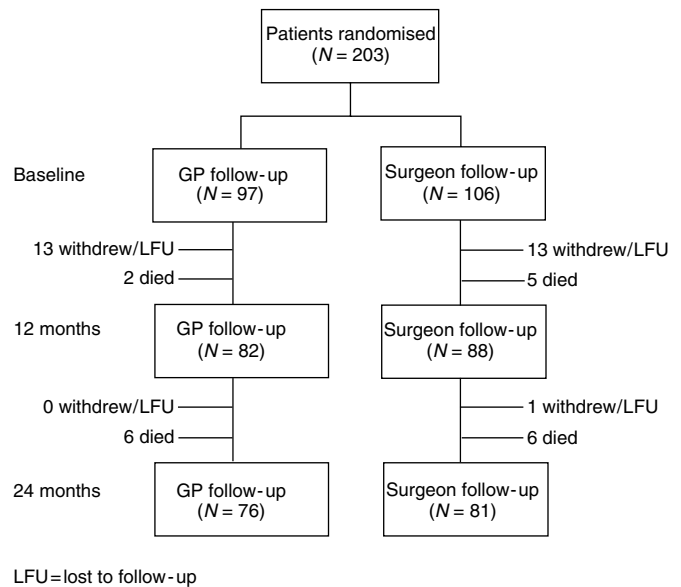 Patients randomised
(N = 203)
Baseline
GP follow-up
(N = 97)
Surgeon follow-up
(N = 106)
13 withdrew/LFU
2 died
13 withdrew/LFU
5 died
12 months
GP follow-up
(N = 82)
Surgeon follow-up
(N = 88)
0 withdrew/LFU
6 died
1 withdrew/LFU
6 died
24 months
GP follow-up
(N = 76)
Surgeon follow-up
(N = 81)
LFU=lost to follow-up